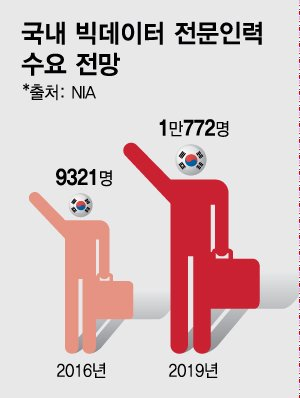 국내 빅데이터 전문인력
수요 전망
*출처: NIA
1만772명
9321명
2016년
2019년